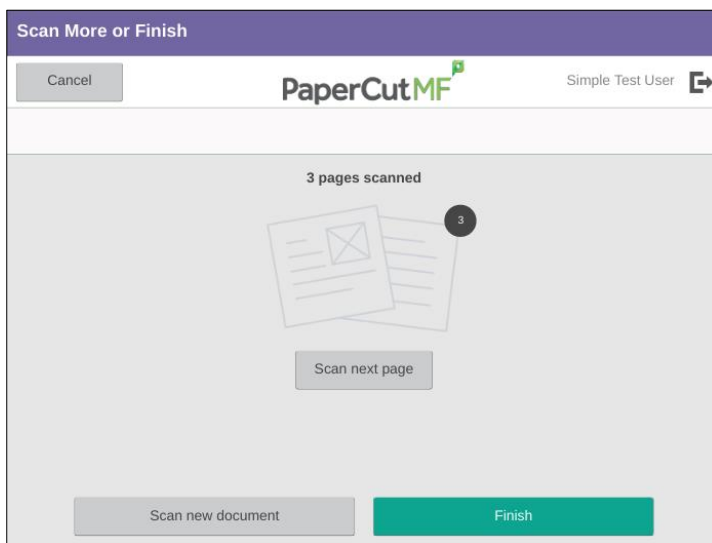 Scan More or Finish
Cancel
PaperCutMF
Simple Test User
3 pages scanned
3
Scan next page
Scan new document
Finish